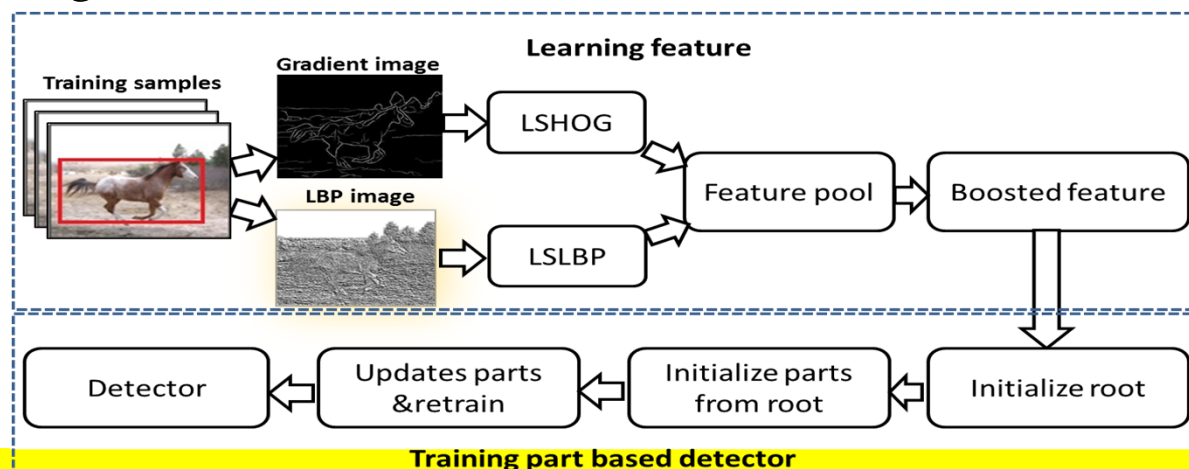 Learning feature
Training samples
Gradient image
LSHOG
LBP image
LSLBP
Feature pool
Boosted feature
Detector
Updates parts
&retrain
Initialize parts
from root
Initialize root
Training part based detector